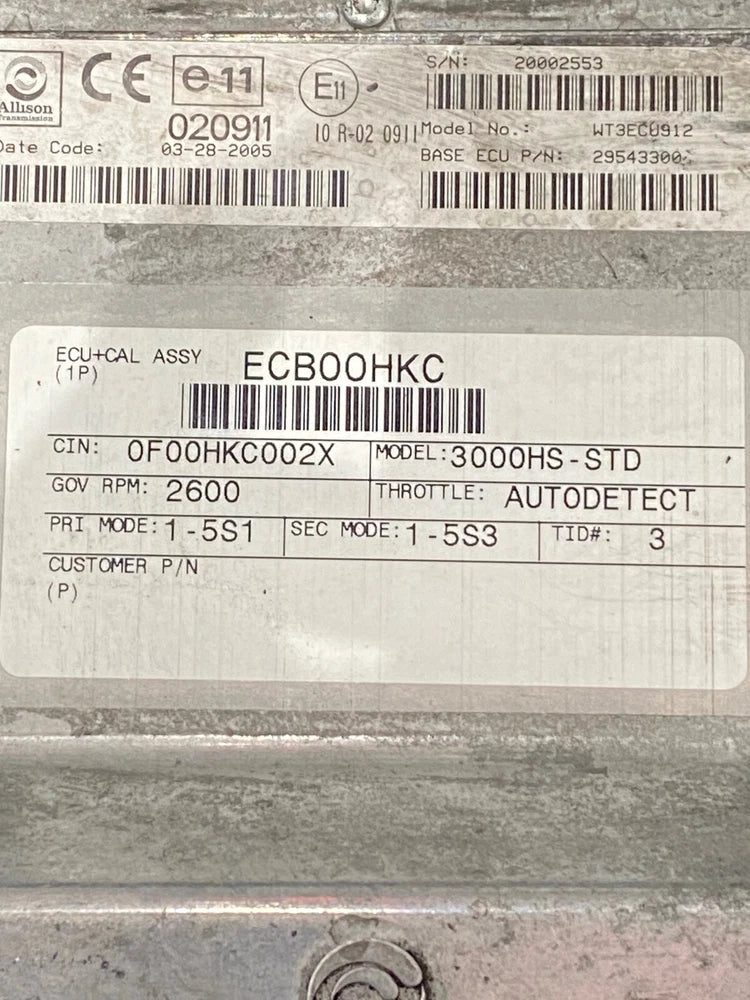 Allison
Transmission
CE
e11
E11
020911
10 R-02 0911
Date Code: 03-28-2005
S/N: 20002553
Model No.: WT3EC0912
BASE ECU P/N: 29543300
ECU+CAL ASSY ECB00HKC
(1P)
CIN: 0F00HKC002X MODEL: 3000HS-STD
GOV RPM: 2600 THROTTLE: AUTODETECT
PRI MODE: 1-5S1 SEC MODE: 1-5S3 TID#: 3
CUSTOMER P/N
(P)